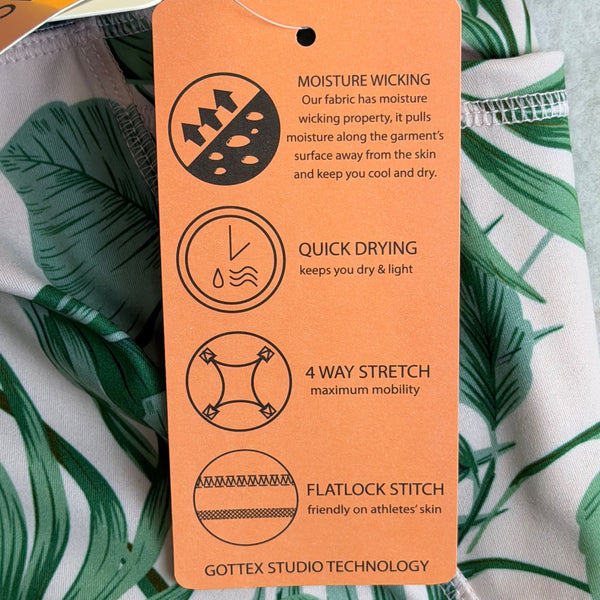 MOISTURE WICKING
Our fabric has moisture
wicking property, it pulls
moisture along the garment's
surface away from the skin
and keep you cool and dry.
QUICK DRYING
keeps you dry & light
4 WAY STRETCH
maximum mobility
FLATLOCK STITCH
friendly on athletes' skin
GOTTEX STUDIO TECHNOLOGY